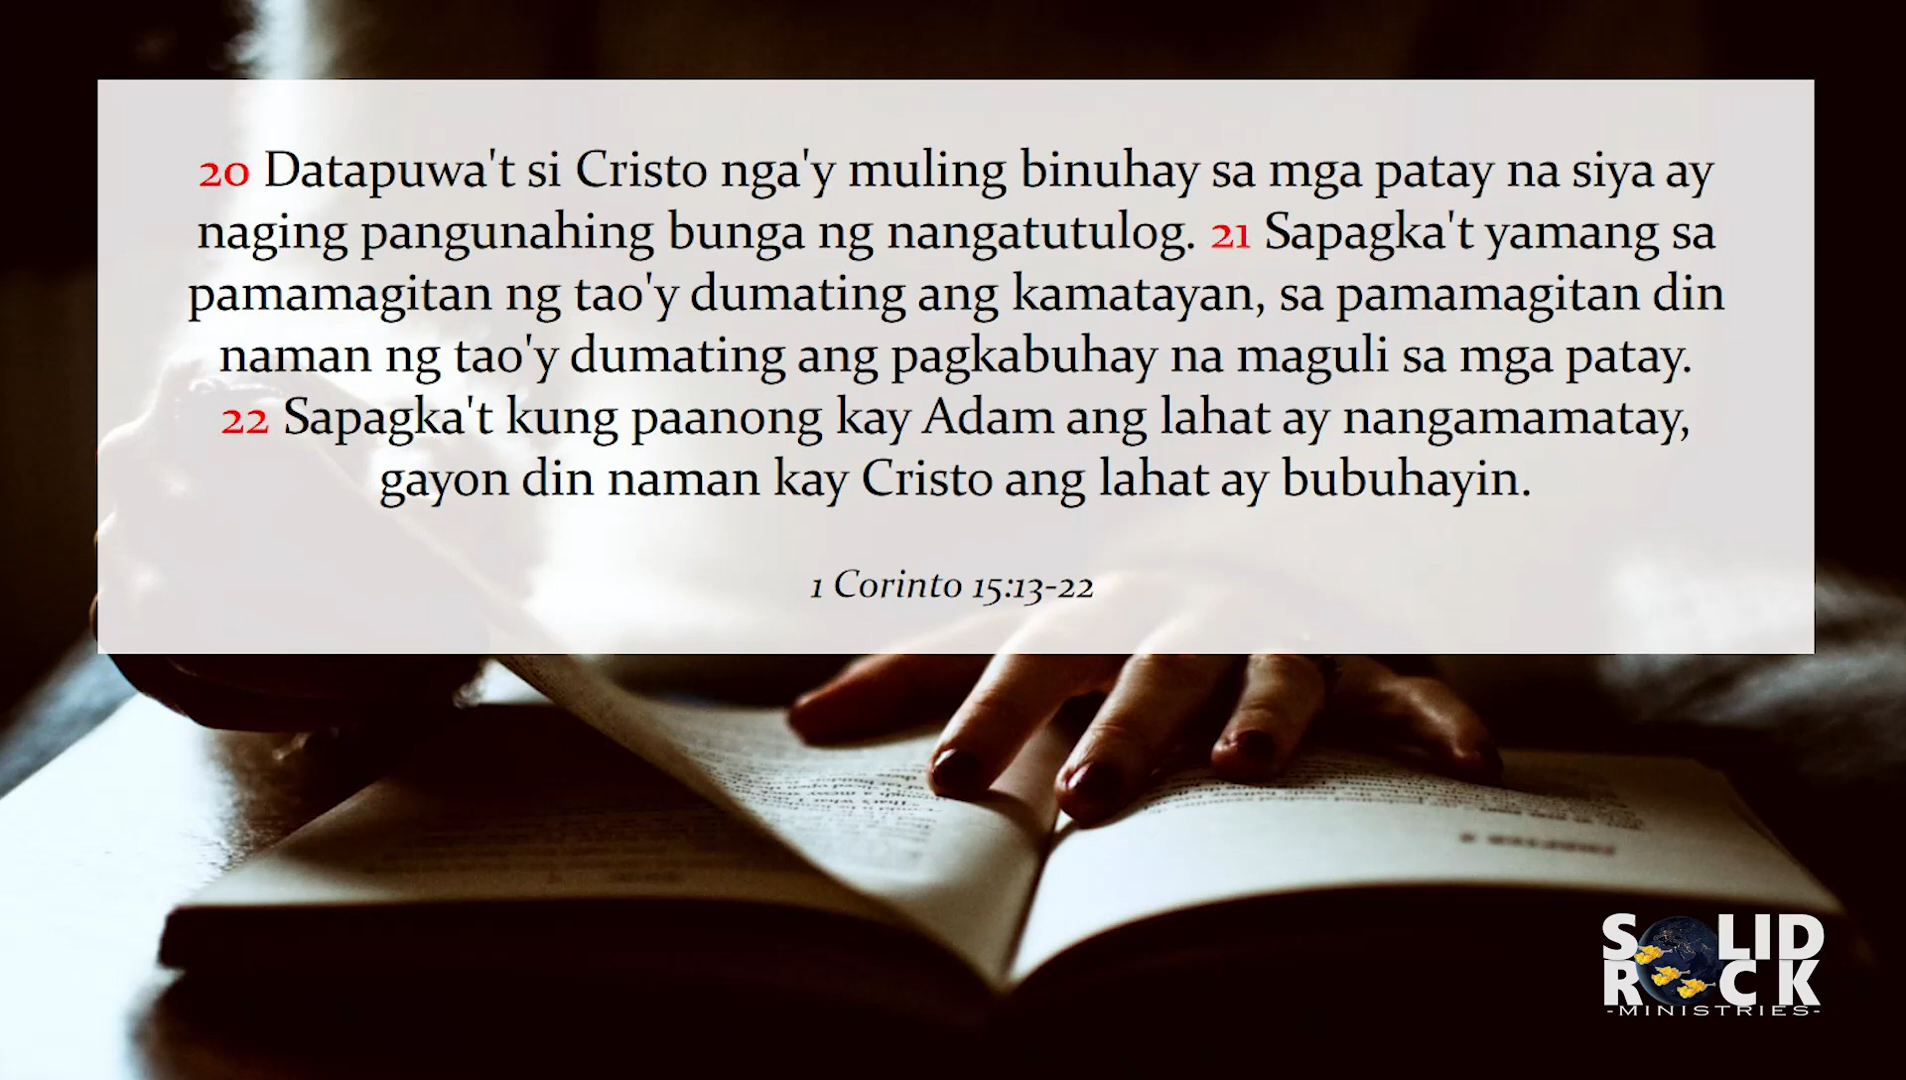 20 Datapuwa't si Cristo nga'y muling binuhay sa mga patay na siya ay
naging pangunahing bunga ng nangatutulog. 21 Sapagka't yamang sa
pamamagitan ng tao'y dumating ang kamatayan, sa pamamagitan din
naman ng tao'y dumating ang pagkabuhay na maguli sa mga patay.
22 Sapagka't kung paanong kay Adam ang lahat ay nangamamatay,
gayon din naman kay Cristo ang lahat ay bubuhayin.
1 Corinto 15:13-22
SOLID
ROCK
-MINISTRIES-